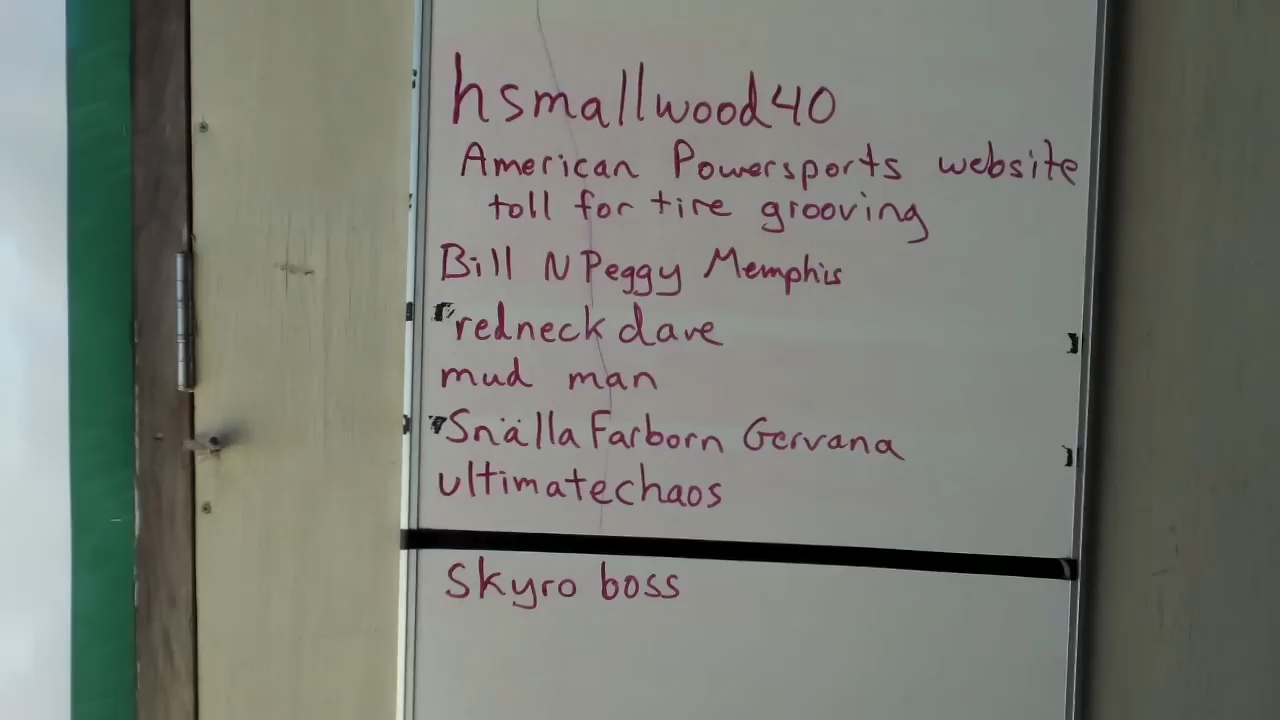 hsmallwood40
American Powersports website
toll for tire grooving
Bill N Peggy Memphis
redneck dave
mud man
Snälla Farborn Gervana
ultimatechaos
Skyro boss